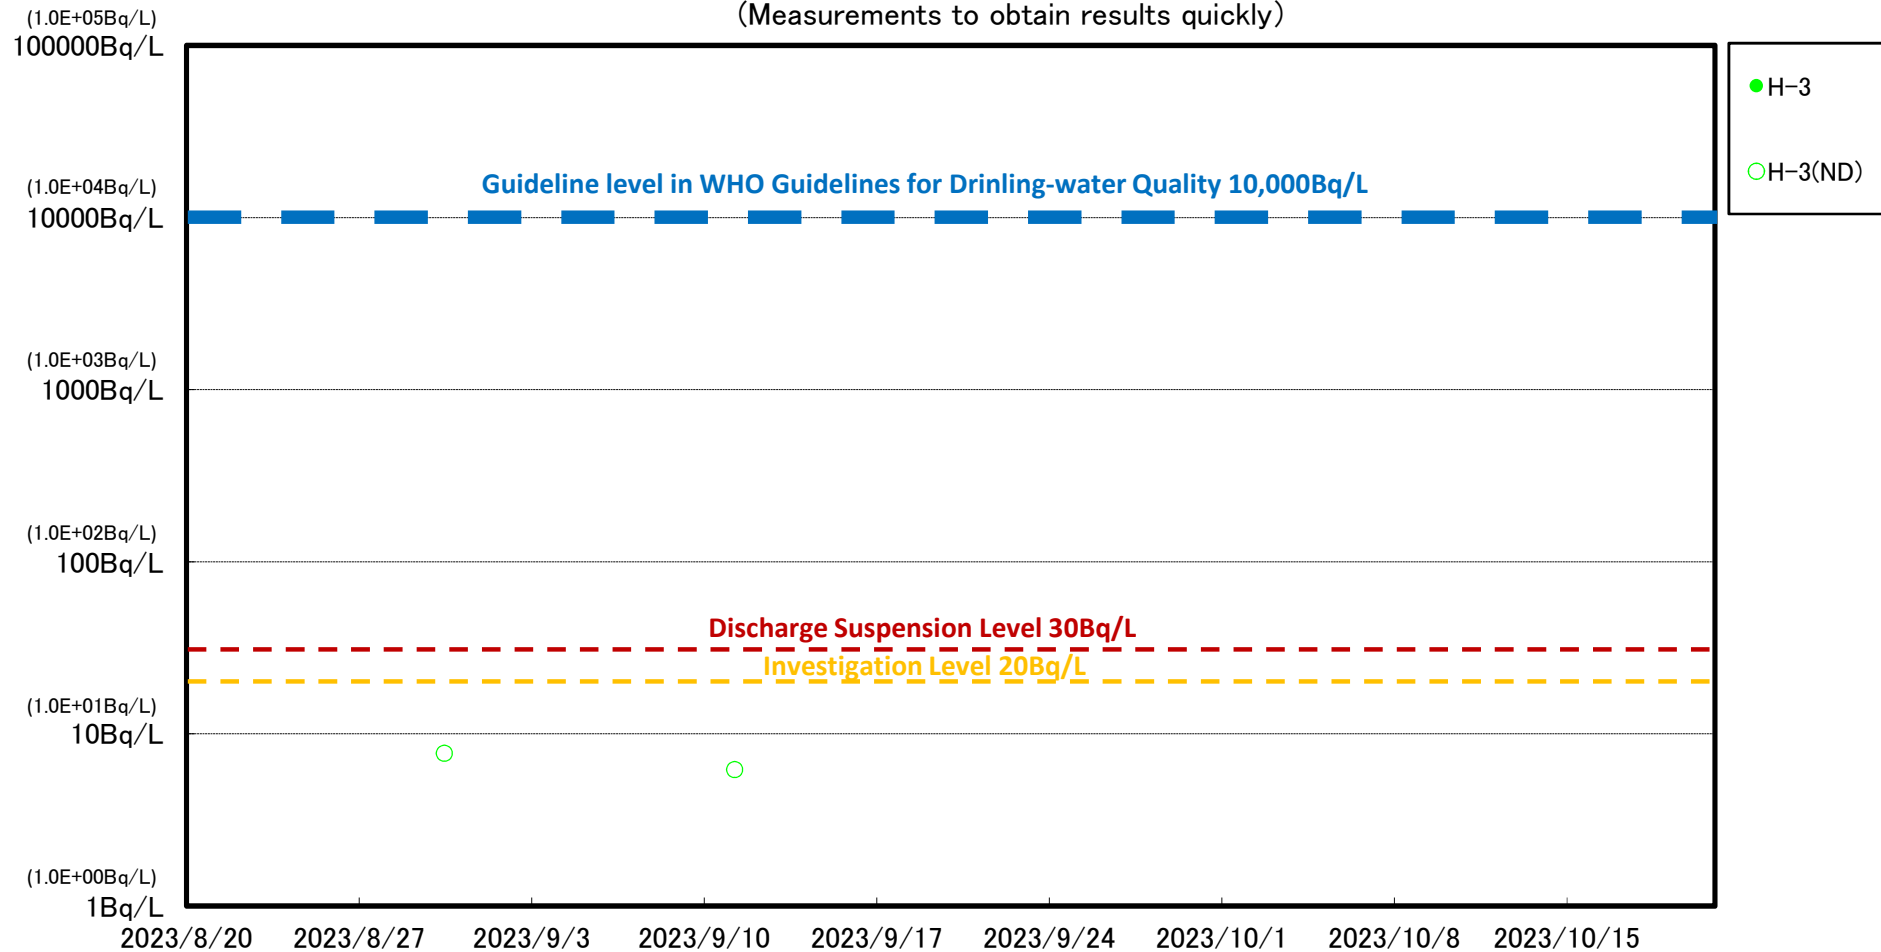 (Measurements to obtain results quickly)
(1.0E+05Bq/L)
100000Bq/L
H-3
H-3(ND)
(1.0E+04Bq/L)
10000Bq/L
Guideline level in WHO Guidelines for Drinling-water Quality 10,000Bq/L
(1.0E+03Bq/L)
1000Bq/L
(1.0E+02Bq/L)
100Bq/L
Discharge Suspension Level 30Bq/L
Investigation Level 20Bq/L
(1.0E+01Bq/L)
10Bq/L
(1.0E+00Bq/L)
1Bq/L
2023/8/20 2023/8/27 2023/9/3 2023/9/10 2023/9/17 2023/9/24 2023/10/1 2023/10/8 2023/10/15